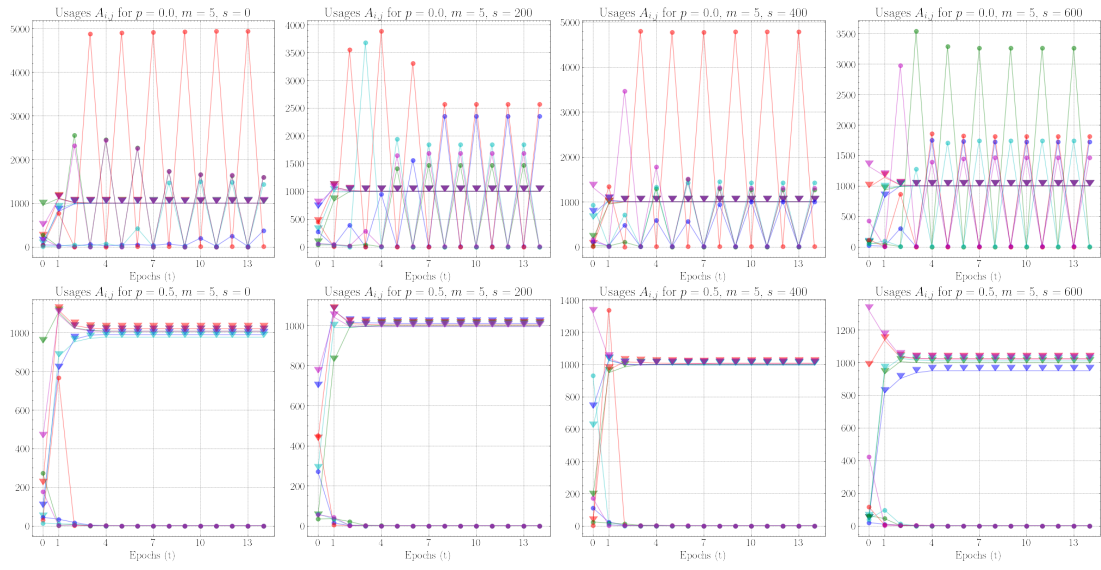 Usages $A_{i,j}$ for $p = 0.0$, $m = 5$, $s = 0$
5000
4000
3000
2000
1000
0
0 1 4 7 10 13
Epochs (t)
Usages $A_{i,j}$ for $p = 0.0$, $m = 5$, $s = 200$
4000
3500
3000
2500
2000
1500
1000
500
0
0 1 4 7 10 13
Epochs (t)
Usages $A_{i,j}$ for $p = 0.0$, $m = 5$, $s = 400$
5000
4000
3000
2000
1000
0
0 1 4 7 10 13
Epochs (t)
Usages $A_{i,j}$ for $p = 0.0$, $m = 5$, $s = 600$
3500
3000
2500
2000
1500
1000
500
0
0 1 4 7 10 13
Epochs (t)
Usages $A_{i,j}$ for $p = 0.5$, $m = 5$, $s = 0$
1000
800
600
400
200
0
0 1 4 7 10 13
Epochs (t)
Usages $A_{i,j}$ for $p = 0.5$, $m = 5$, $s = 200$
1000
800
600
400
200
0
0 1 4 7 10 13
Epochs (t)
Usages $A_{i,j}$ for $p = 0.5$, $m = 5$, $s = 400$
1400
1200
1000
800
600
400
200
0
0 1 4 7 10 13
Epochs (t)
Usages $A_{i,j}$ for $p = 0.5$, $m = 5$, $s = 600$
1200
1000
800
600
400
200
0
0 1 4 7 10 13
Epochs (t)